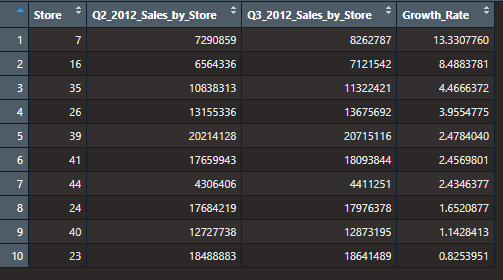 Store Q2_2012_Sales_by_Store Q3_2012_Sales_by_Store Growth_Rate
1 7 7290859 8262787 13.3307760
2 16 6564336 7121542 8.4883781
3 35 10838313 11322421 4.4666372
4 26 13155336 13675692 3.9554775
5 39 20214128 20715116 2.4784040
6 41 17659943 18093844 2.4569801
7 44 4306406 4411251 2.4346377
8 24 17684219 17976378 1.6520877
9 40 12727738 12873195 1.1428413
10 23 18488883 18641489 0.8253951